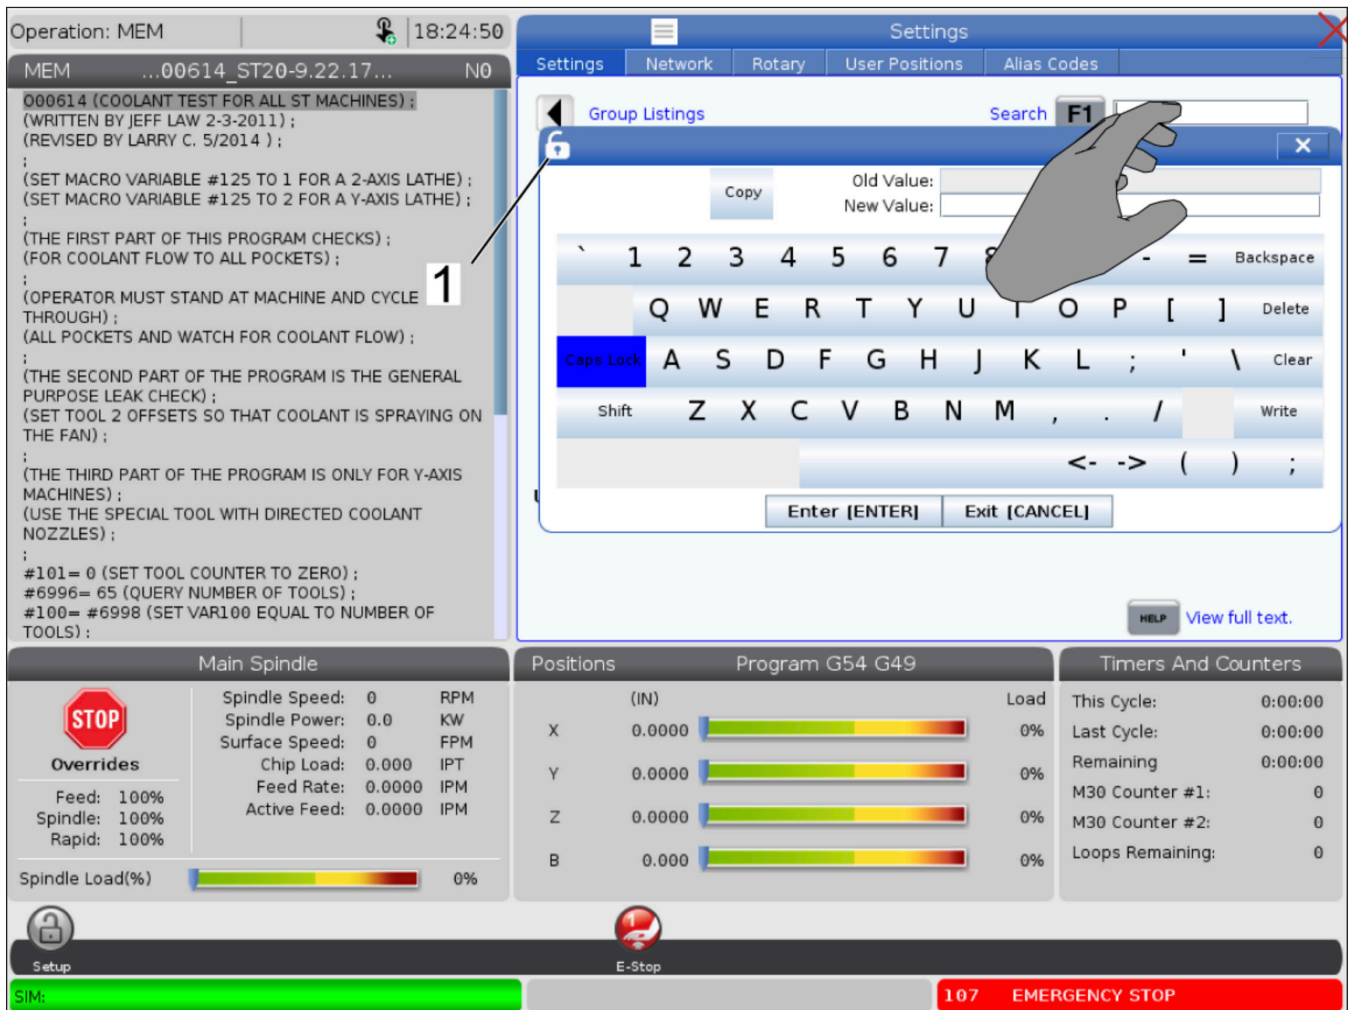 Operation: MEM
18:24:50
MEM ...00614_ST20-9.22.17... N0
O00614 (COOLANT TEST FOR ALL ST MACHINES) ;
(WRITTEN BY JEFF LAW 2-3-2011) ;
(REVISED BY LARRY C. 5/2014 ) ;
;
(SET MACRO VARIABLE #125 TO 1 FOR A 2-AXIS LATHE) ;
(SET MACRO VARIABLE #125 TO 2 FOR A Y-AXIS LATHE) ;
;
(THE FIRST PART OF THIS PROGRAM CHECKS) ;
(FOR COOLANT FLOW TO ALL POCKETS) ;
;
(OPERATOR MUST STAND AT MACHINE AND CYCLE
THROUGH) ;
(ALL POCKETS AND WATCH FOR COOLANT FLOW) ;
;
(THE SECOND PART OF THE PROGRAM IS THE GENERAL
PURPOSE LEAK CHECK) ;
(SET TOOL 2 OFFSETS SO THAT COOLANT IS SPRAYING ON
THE FAN) ;
;
(THE THIRD PART OF THE PROGRAM IS ONLY FOR Y-AXIS
MACHINES) ;
(USE THE SPECIAL TOOL WITH DIRECTED COOLANT
NOZZLES) ;
;
#101= 0 (SET TOOL COUNTER TO ZERO) ;
#6996= 65 (QUERY NUMBER OF TOOLS) ;
#100= #6998 (SET VAR100 EQUAL TO NUMBER OF
TOOLS) ;
1
Settings
Settings Network Rotary User Positions Alias Codes
Group Listings Search F1
X
Copy
Old Value:
New Value:
` 1 2 3 4 5 6 7 - = Backspace
Q W E R T Y U I O P [ ] Delete
Caps Lock A S D F G H J K L ; ' \ Clear
Shift Z X C V B N M , . / Write
<- -> ( ) ;
Enter [ENTER] Exit [CANCEL]
HELP View full text.
Main Spindle
STOP
Overrides
Feed: 100%
Spindle: 100%
Rapid: 100%
Spindle Speed: 0 RPM
Spindle Power: 0.0 KW
Surface Speed: 0 FPM
Chip Load: 0.000 IPT
Feed Rate: 0.0000 IPM
Active Feed: 0.0000 IPM
Spindle Load(%) 0%
Positions Program G54 G49
(IN) Load
X 0.0000 0%
Y 0.0000 0%
Z 0.0000 0%
B 0.000 0%
Timers And Counters
This Cycle: 0:00:00
Last Cycle: 0:00:00
Remaining 0:00:00
M30 Counter #1: 0
M30 Counter #2: 0
Loops Remaining: 0
Setup
1
E-Stop
SIM:
107 EMERGENCY STOP